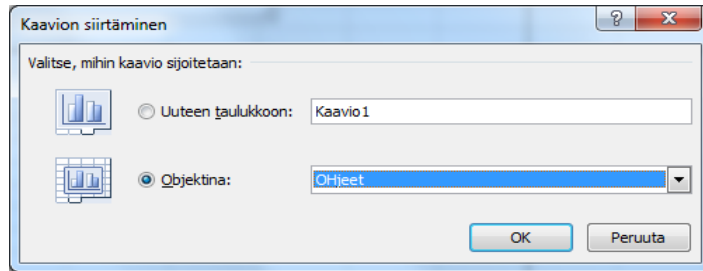 Kaavion siirtäminen
Valitse, mihin kaavio sijoitetaan:
Uuteen taulukkoon: Kaavio1
Objektina: OHjeet
OK Peruuta